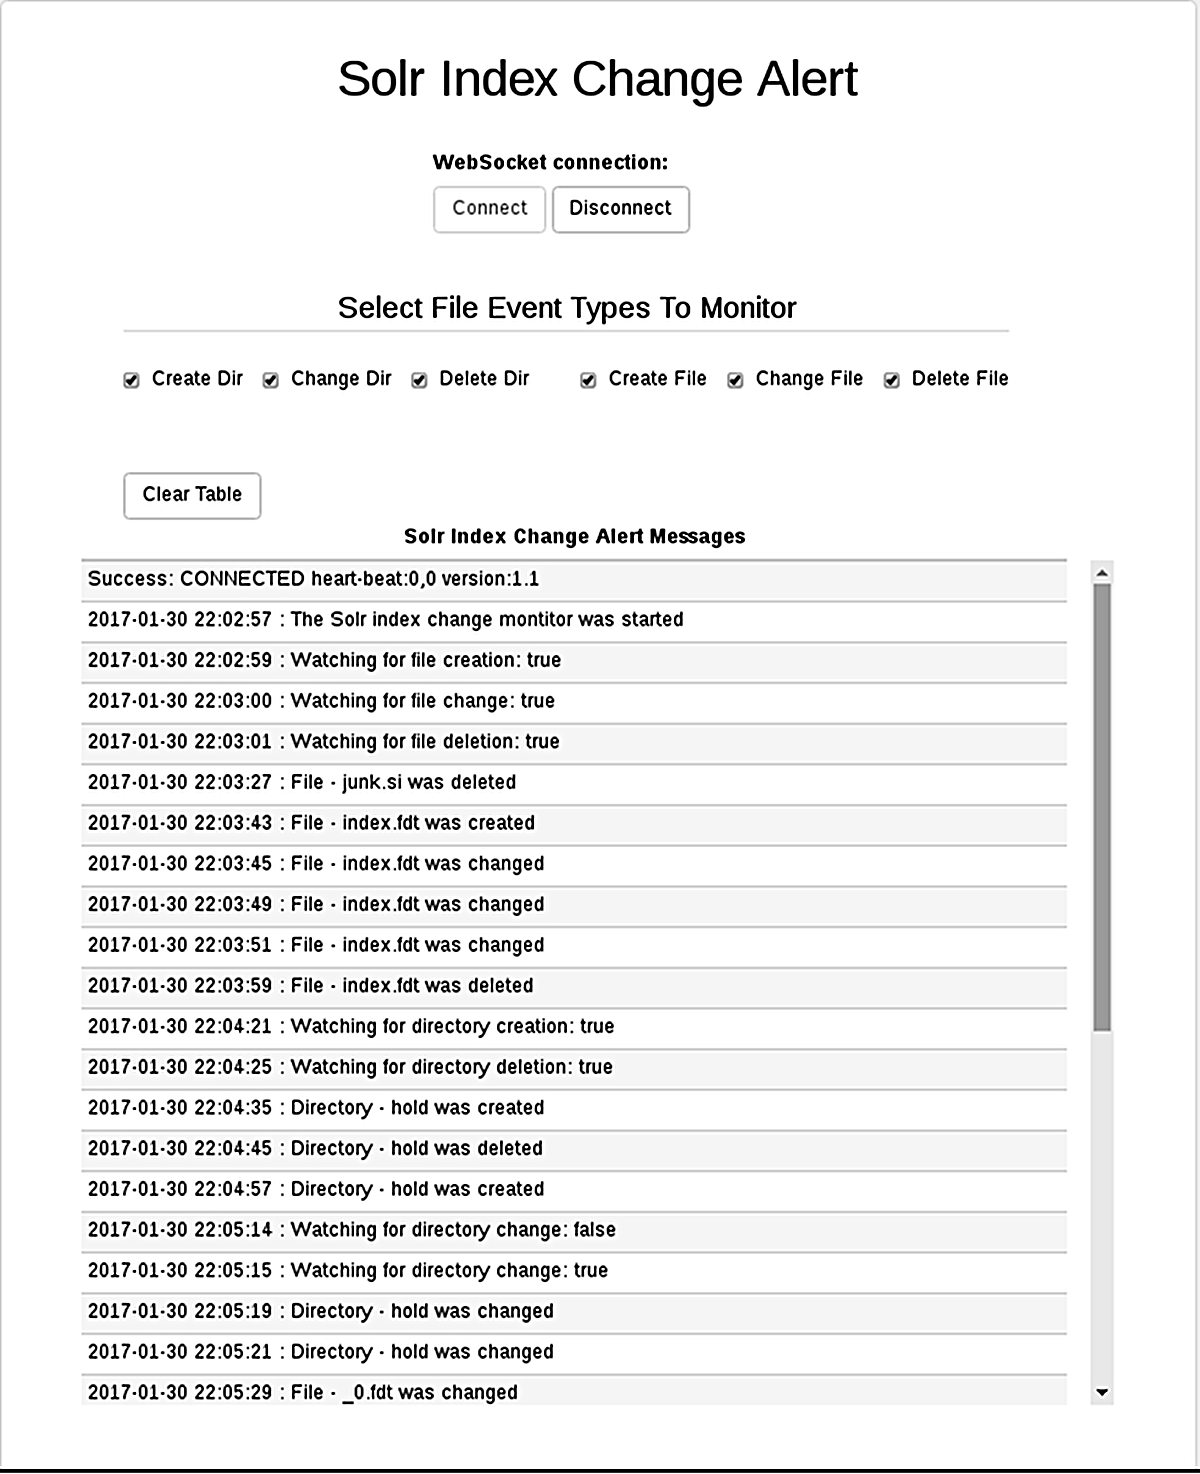 Solr Index Change Alert
WebSocket connection:
Connect Disconnect
Select File Event Types To Monitor
Create Dir Change Dir Delete Dir Create File Change File Delete File
Clear Table
Solr Index Change Alert Messages
Success: CONNECTED heart-beat:0,0 version:1.1
2017-01-30 22:02:57 : The Solr index change montitor was started
2017-01-30 22:02:59 : Watching for file creation: true
2017-01-30 22:03:00 : Watching for file change: true
2017-01-30 22:03:01 : Watching for file deletion: true
2017-01-30 22:03:27 : File - junk.si was deleted
2017-01-30 22:03:43 : File - index.fdt was created
2017-01-30 22:03:45 : File - index.fdt was changed
2017-01-30 22:03:49 : File - index.fdt was changed
2017-01-30 22:03:51 : File - index.fdt was changed
2017-01-30 22:03:59 : File - index.fdt was deleted
2017-01-30 22:04:21 : Watching for directory creation: true
2017-01-30 22:04:25 : Watching for directory deletion: true
2017-01-30 22:04:35 : Directory - hold was created
2017-01-30 22:04:45 : Directory - hold was deleted
2017-01-30 22:04:57 : Directory - hold was created
2017-01-30 22:05:14 : Watching for directory change: false
2017-01-30 22:05:15 : Watching for directory change: true
2017-01-30 22:05:19 : Directory - hold was changed
2017-01-30 22:05:21 : Directory - hold was changed
2017-01-30 22:05:29 : File - _0.fdt was changed